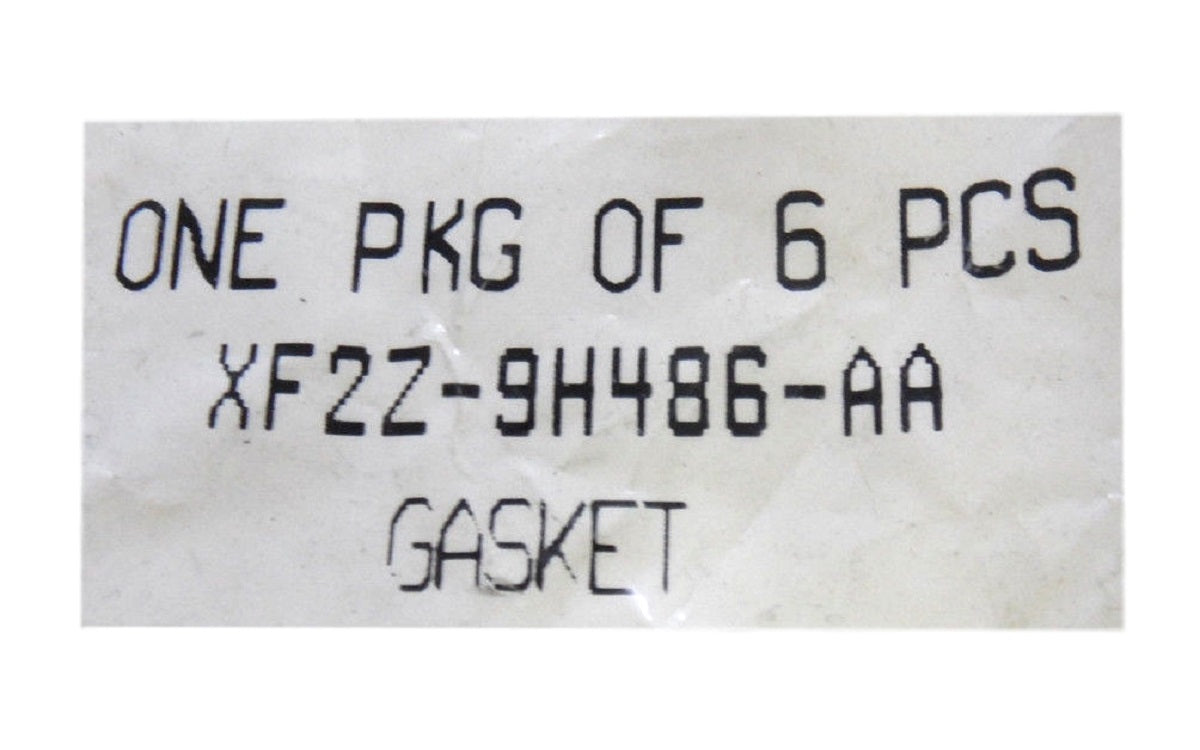 ONE PKG OF 6 PCS
XF2Z-9H486-AA
GASKET